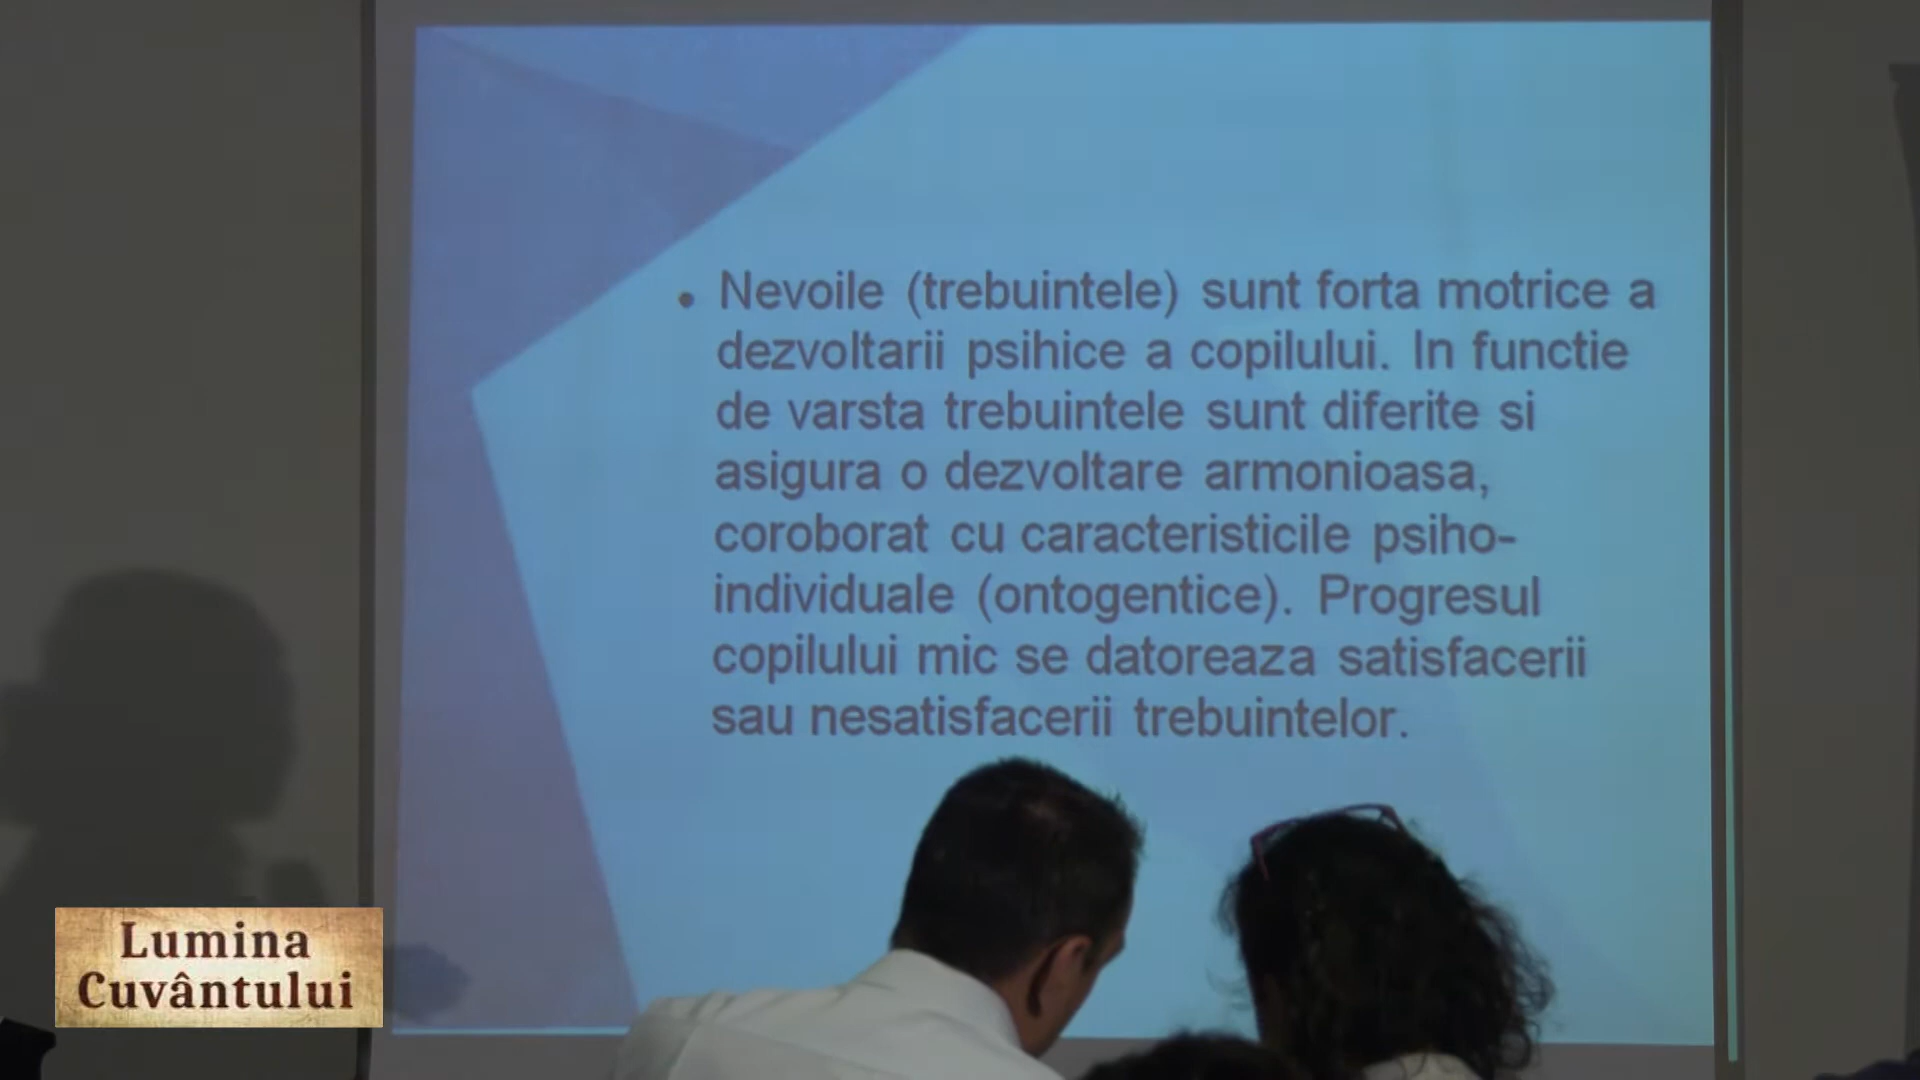 • Nevoile (trebuintele) sunt forta motrice a
dezvoltarii psihice a copilului. In functie
de varsta trebuintele sunt diferite si
asigura o dezvoltare armonioasa,
coroborat cu caracteristicile psiho-
individuale (ontogentice). Progresul
copilului mic se datoreaza satisfacerii
sau nesatisfacerii trebuintelor.
Lumina
Cuvântului